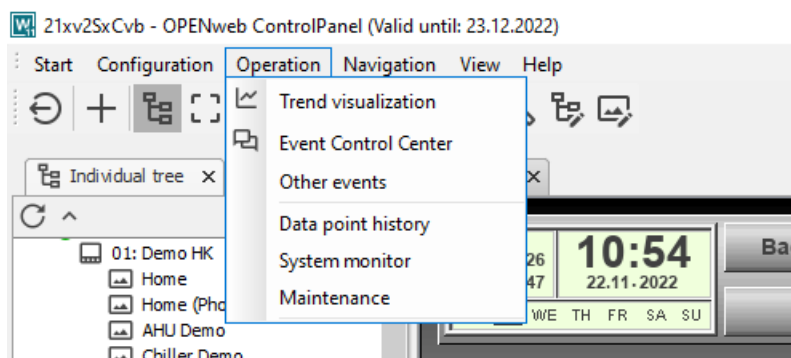 21xv2SxCvb - OPENweb ControlPanel (Valid until: 23.12.2022)
Start Configuration Operation Navigation View Help
Trend visualization
Event Control Center
Other events
Data point history
System monitor
Maintenance
Individual tree
01: Demo HK
Home
Home (Pho
AHU Demo
Chiller Demo
26
47
10:54
22.11.2022
WE TH FR SA SU
Ba